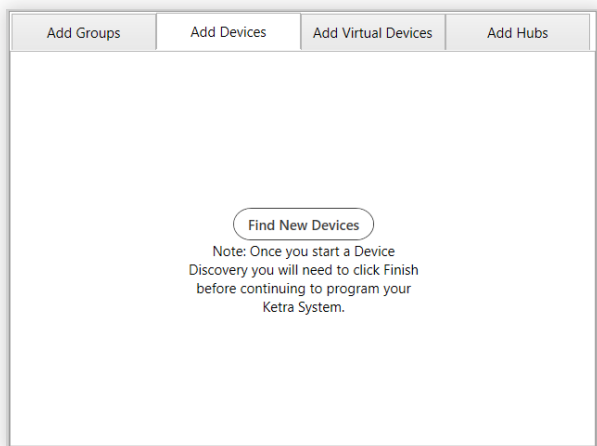 Add Groups Add Devices Add Virtual Devices Add Hubs
Find New Devices
Note: Once you start a Device
Discovery you will need to click Finish
before continuing to program your
Ketra System.